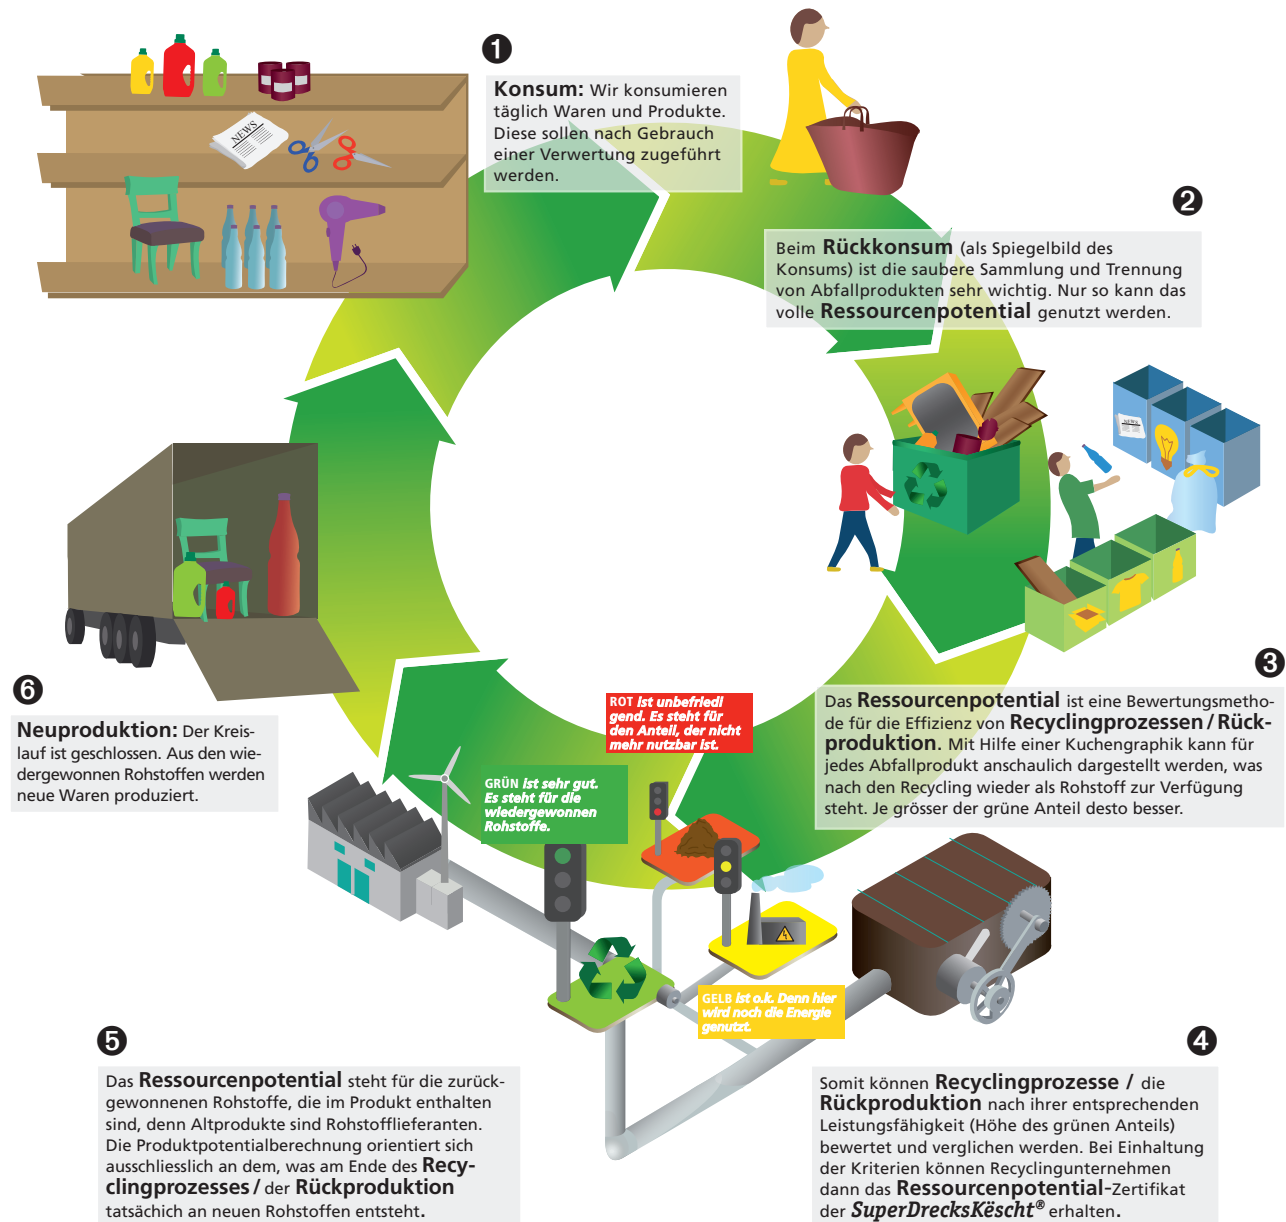 ❶
Konsum: Wir konsumieren
täglich Waren und Produkte.
Diese sollen nach Gebrauch
einer Verwertung zugeführt
werden.
NEWS
❷
Beim Rückkonsum (als Spiegelbild des
Konsums) ist die saubere Sammlung und Trennung
von Abfallprodukten sehr wichtig. Nur so kann das
volle Ressourcenpotential genutzt werden.
NEWS
❸
Das Ressourcenpotential ist eine Bewertungsmetho-
de für die Effizienz von Recyclingprozessen / Rück-
produktion. Mit Hilfe einer Kuchengraphik kann für
jedes Abfallprodukt anschaulich dargestellt werden, was
nach den Recycling wieder als Rohstoff zur Verfügung
steht. Je grösser der grüne Anteil desto besser.
❻
Neuproduktion: Der Kreis-
lauf ist geschlossen. Aus den wie-
dergewonnen Rohstoffen werden
neue Waren produziert.
ROT ist unbefriedi
gend. Es steht für
den Anteil, der nicht
mehr nutzbar ist.
GRÜN ist sehr gut.
Es steht für die
wiedergewonnen
Rohstoffe.
GELB ist o.k. Denn hier
wird noch die Energie
genutzt.
❺
Das Ressourcenpotential steht für die zurück-
gewonnenen Rohstoffe, die im Produkt enthalten
sind, denn Altprodukte sind Rohstofflieferanten.
Die Produktpotentialberechnung orientiert sich
ausschliesslich an dem, was am Ende des Recy-
clingprozesses / der Rückproduktion
tatsächich an neuen Rohstoffen entsteht.
❹
Somit können Recyclingprozesse / die
Rückproduktion nach ihrer entsprechenden
Leistungsfähigkeit (Höhe des grünen Anteils)
bewertet und verglichen werden. Bei Einhaltung
der Kriterien können Recyclingunternehmen
dann das Ressourcenpotential-Zertifikat
der SuperDrecksKëscht® erhalten.